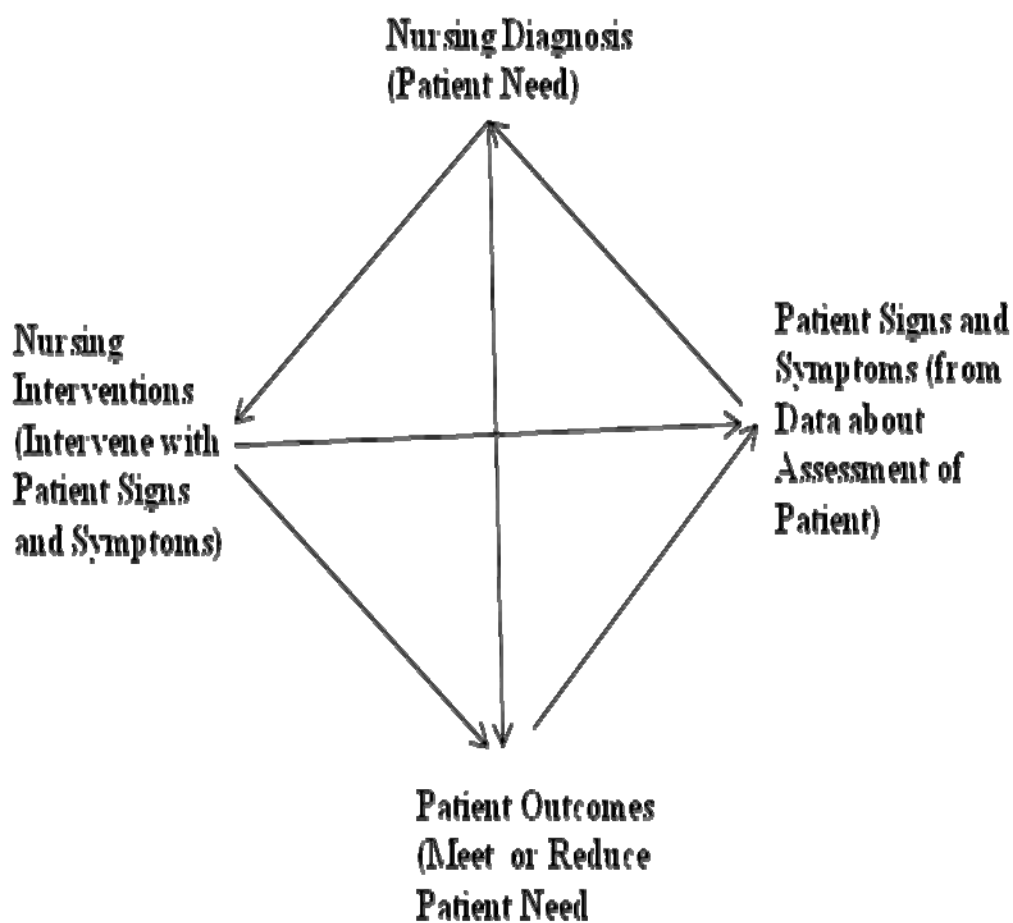 Nursing Diagnosis
(Patient Need)
Nursing
Interventions
(Intervene with
Patient Signs
and Symptoms)
Patient Signs and
Symptoms (from
Data about
Assessment of
Patient)
Patient Outcomes
(Meet or Reduce
Patient Need